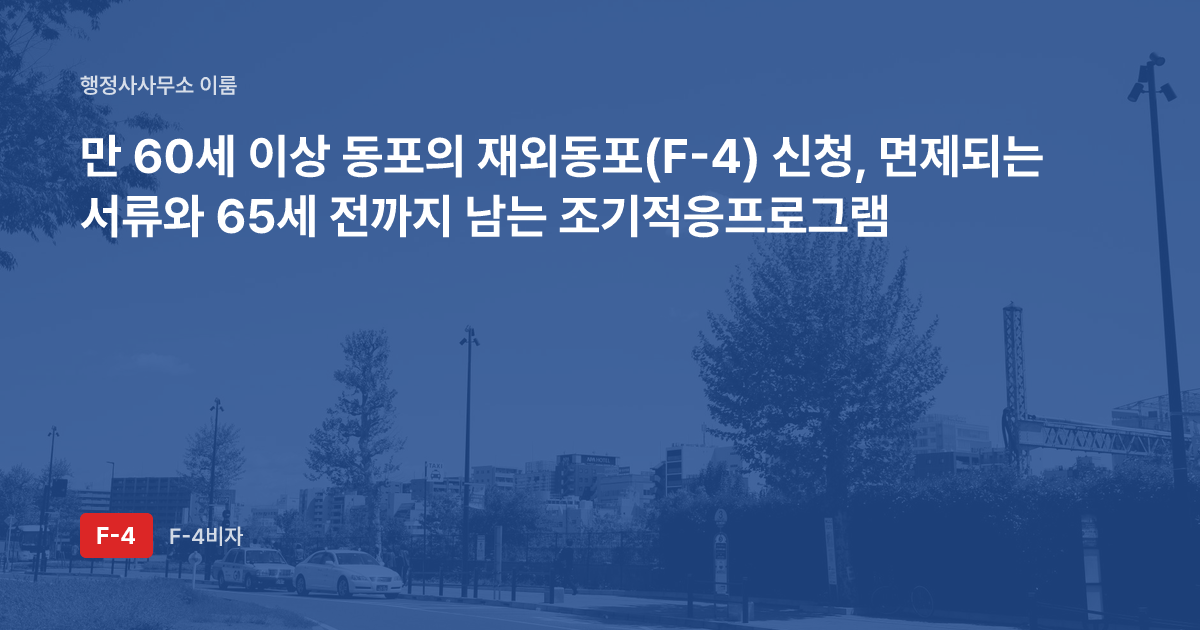 행정사사무소 이룸
만 60세 이상 동포의 재외동포(F-4) 신청, 면제되는
서류와 65세 전까지 남는 조기적응프로그램
TAXI
F-4
F-4비자